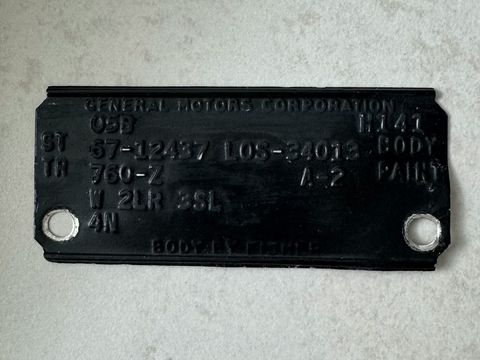 GENERAL MOTORS CORPORATION
05B H141
ST 67-12437 LOS-34013 BODY
TR 760-Z A-2 PAINT
W 2LR 3SL
4N
BODY BY FISHER